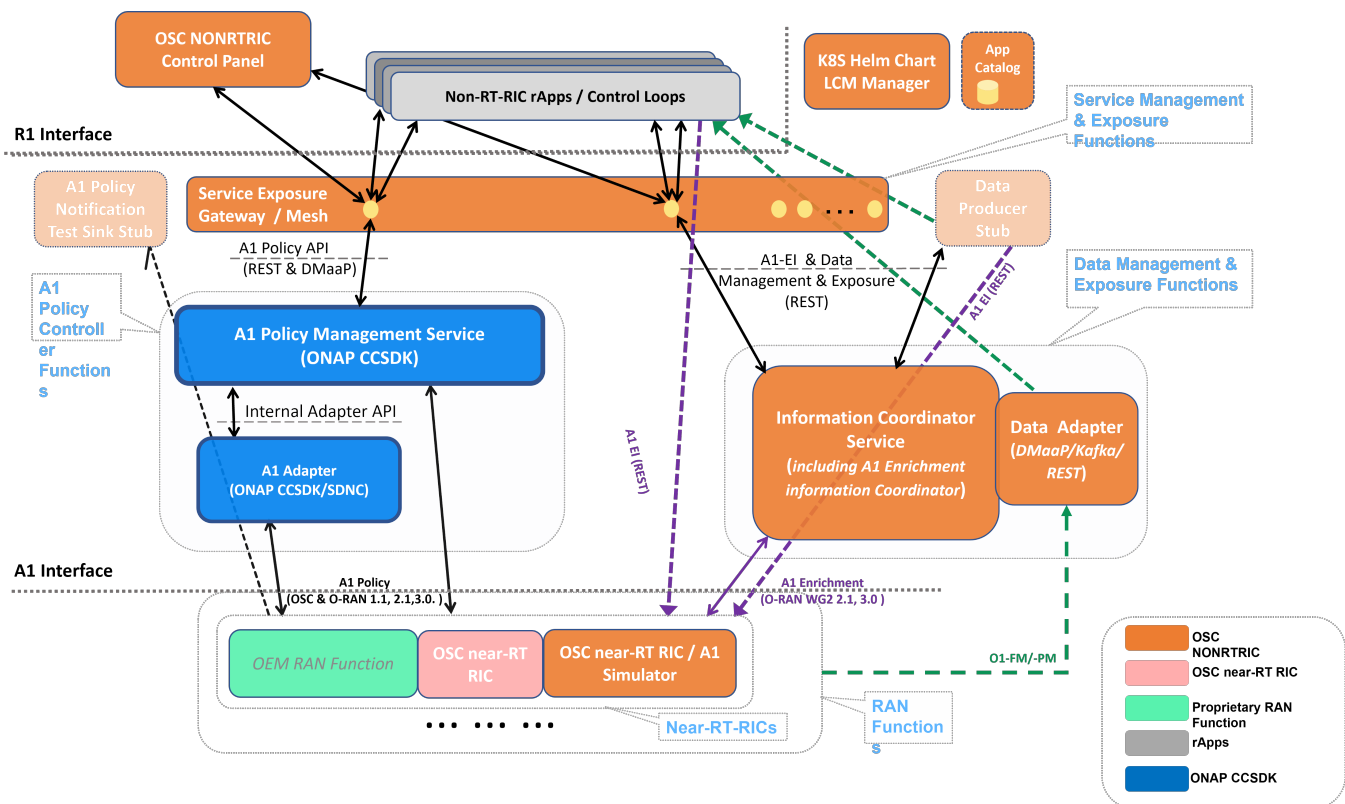 OSC NONRTRIC
Control Panel
Non-RT-RIC rApps / Control Loops
K8S Helm Chart
LCM Manager
App
Catalog
Service Management
& Exposure
Functions
R1 Interface
A1 Policy
Notification
Test Sink Stub
Service Exposure
Gateway / Mesh
...
Data
Producer
Stub
A1 Policy API
(REST & DMaaP)
A1-EI & Data
Management & Exposure
(REST)
A1 EI (REST)
Data Management &
Exposure Functions
A1
Policy
Controll
er
Function
s
A1 Policy Management Service
(ONAP CCSDK)
Internal Adapter API
A1 Adapter
(ONAP CCSDK/SDNC)
A1 EI (REST)
Information Coordinator
Service
(including A1 Enrichment
information Coordinator)
Data Adapter
(DMaaP/Kafka/
REST)
A1 Interface
A1 Policy
(OSC & O-RAN 1.1, 2.1,3.0. )
A1 Enrichment
(O-RAN WG2 2.1, 3.0 )
OEM RAN Function
OSC near-RT
RIC
OSC near-RT RIC / A1
Simulator
... ... ...
Near-RT-RICs
RAN
Function
s
O1-FM/-PM
OSC
NONRTRIC
OSC near-RT RIC
Proprietary RAN
Function
rApps
ONAP CCSDK